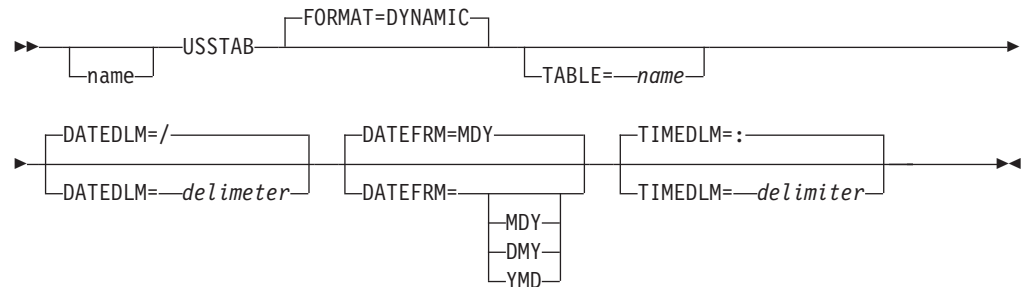 FORMAT=DYNAMIC
USSTAB
name
TABLE= name
DATEDLM=/ DATEFRM=MDY TIMEDLM=:
DATEDLM= delimeter DATEFRM= TIMEDLM= delimiter
MDY
DMY
YMD